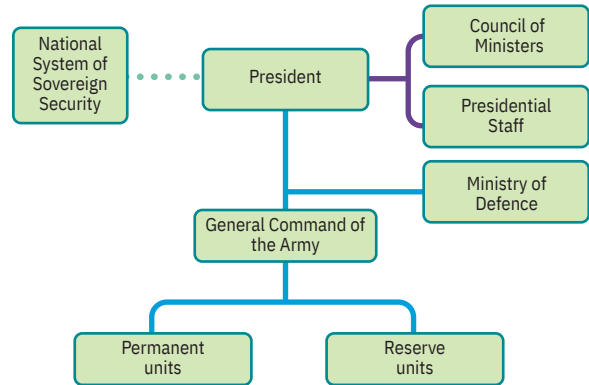 National
System of
Sovereign
Security
President
Council of
Ministers
Presidential
Staff
Ministry of
Defence
General Command of
the Army
Permanent
units
Reserve
units